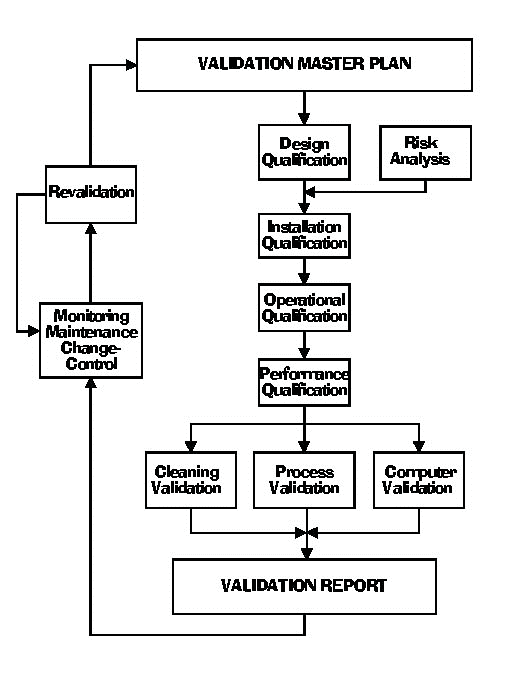 VALIDATION MASTER PLAN
Design
Qualification
Risk
Analysis
Revalidation
Installation
Qualification
Operational
Qualification
Monitoring
Maintenance
Change-
Control
Performance
Qualification
Cleaning
Validation
Process
Validation
Computer
Validation
VALIDATION REPORT